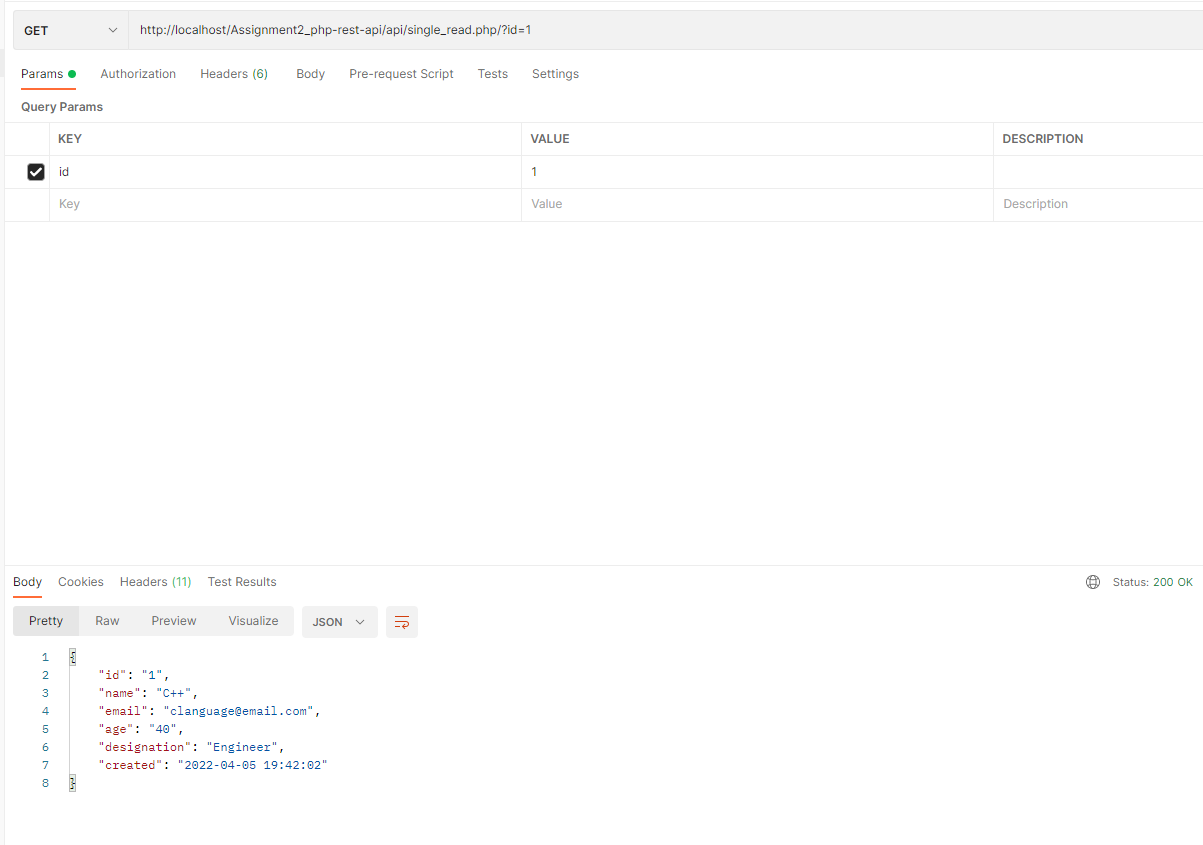 GET http://localhost/Assignment2_php-rest-api/api/single_read.php/?id=1
Params Authorization Headers (6) Body Pre-request Script Tests Settings
Query Params
KEY VALUE DESCRIPTION
id 1
Key Value Description
Body Cookies Headers (11) Test Results Status: 200 OK
Pretty Raw Preview Visualize JSON
1 {
2 "id": "1",
3 "name": "C++",
4 "email": "clanguage@email.com",
5 "age": "40",
6 "designation": "Engineer",
7 "created": "2022-04-05 19:42:02"
8 }